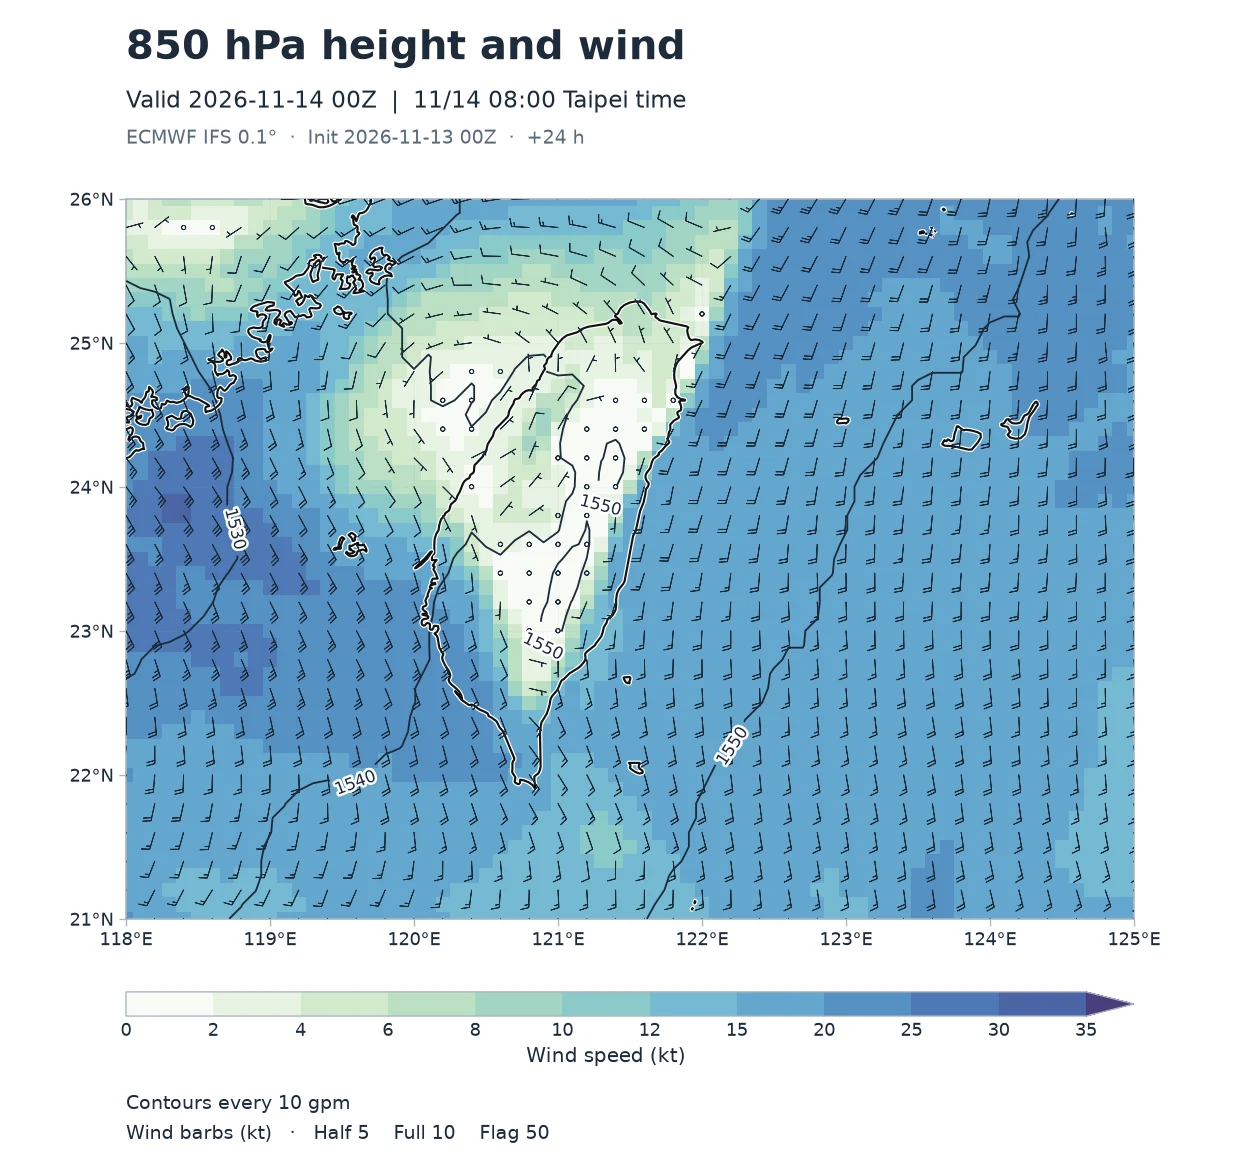 850 hPa height and wind
Valid 2026-11-14 00Z | 11/14 08:00 Taipei time
ECMWF IFS 0.1° · Init 2026-11-13 00Z · +24 h
26°N
25°N
24°N
23°N
22°N
21°N
1550
1530
1550
1550
1540
118°E 119°E 120°E 121°E 122°E 123°E 124°E 125°E
0 2 4 6 8 10 12 15 20 25 30 35
Wind speed (kt)
Contours every 10 gpm
Wind barbs (kt) · Half 5 Full 10 Flag 50